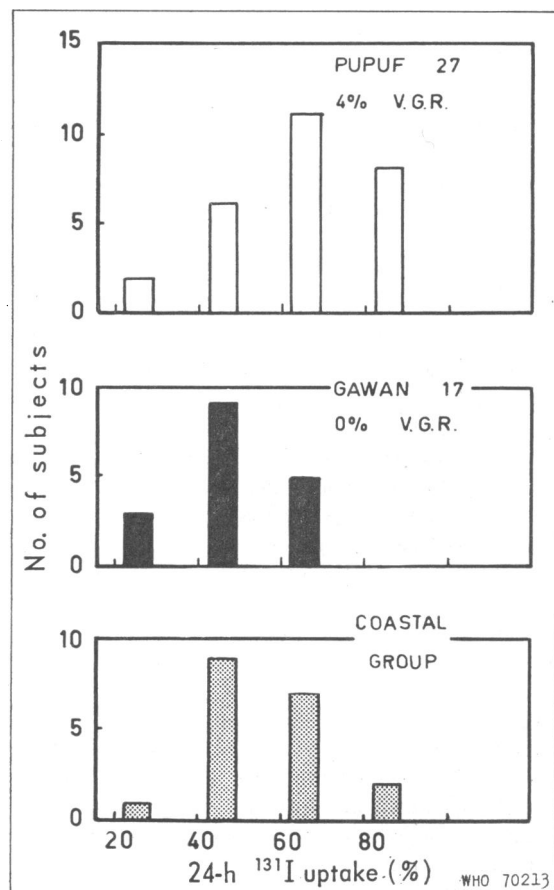 15
PUPUF 27
4% V.G.R.
10
5
0
10
GAWAN 17
0% V.G.R.
5
0
No. of subjects
10
COASTAL
GROUP
5
0
20 40 60 80
24-h ¹³¹I uptake (%)
WHO 70213